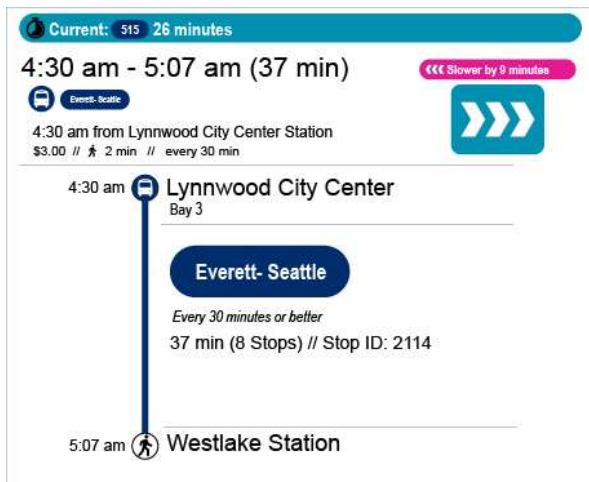 Current: 515 26 minutes
4:30 am - 5:07 am (37 min)
Slower by 9 minutes
Everett- Seattle
4:30 am from Lynnwood City Center Station
$3.00 // 2 min // every 30 min
4:30 am Lynnwood City Center
Bay 3
Everett- Seattle
Every 30 minutes or better
37 min (8 Stops) // Stop ID: 2114
5:07 am Westlake Station